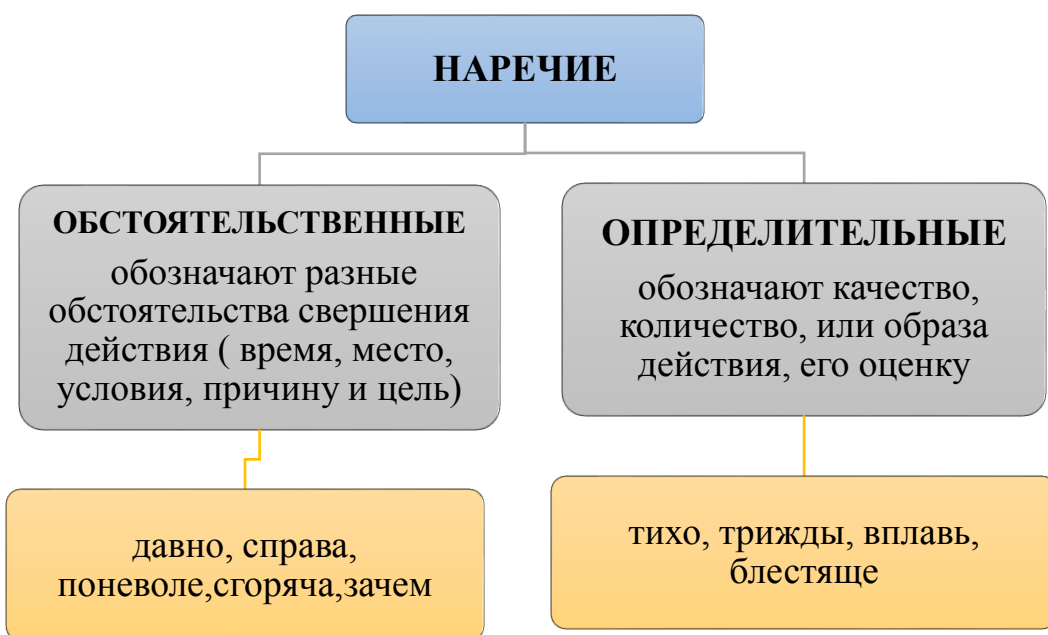 НАРЕЧИЕ
ОБСТОЯТЕЛЬСТВЕННЫЕ
обозначают разные
обстоятельства свершения
действия ( время, место,
условия, причину и цель)
ОПРЕДЕЛИТЕЛЬНЫЕ
обозначают качество,
количество, или образа
действия, его оценку
давно, справа,
поневоле,сгоряча,зачем
тихо, трижды, вплавь,
блестяще